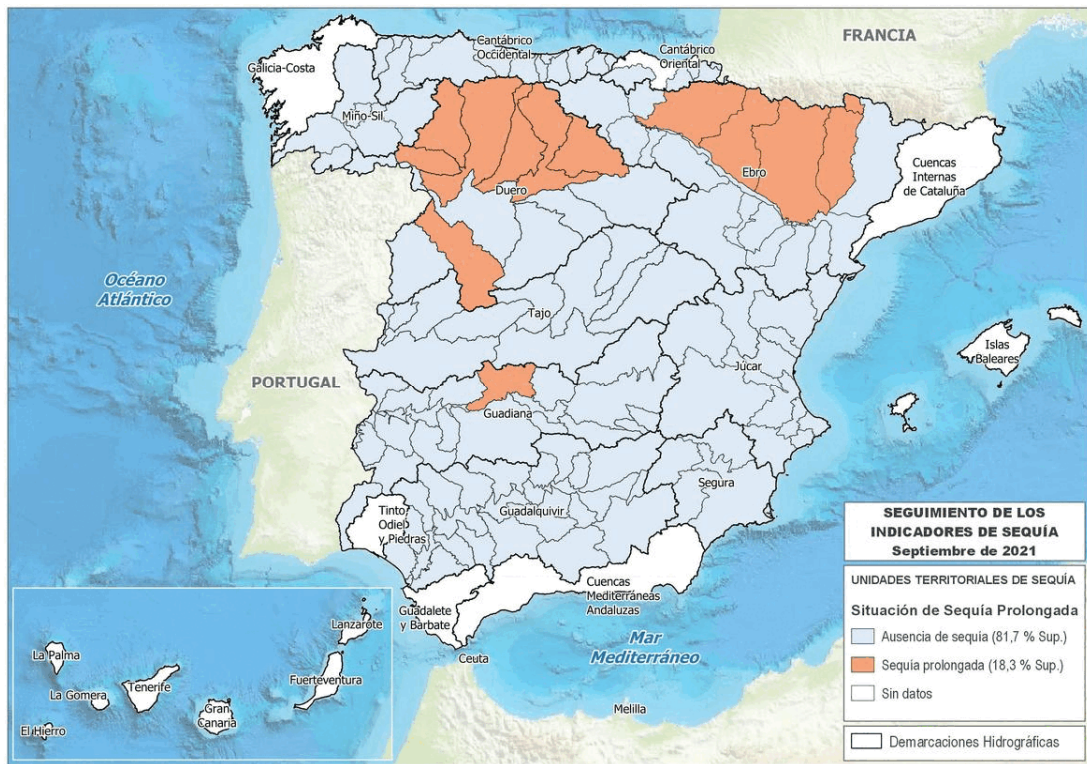 FRANCIA
Cantábrico
Occidental
Cantábrico
Oriental
Galicia-Costa
Miño-Sil
Cuencas
Internas
de Cataluña
Ebro
Duero
Océano
Atlántico
Tajo
Islas
Baleares
PORTUGAL
Júcar
Guadiana
Segura
Tinto,
Odiel
y Piedras
Guadalquivir
SEGUIMIENTO DE LOS
INDICADORES DE SEQUÍA
Septiembre de 2021
UNIDADES TERRITORIALES DE SEQUÍA
Situación de Sequía Prolongada
Ausencia de sequía (81,7 % Sup.)
Sequía prolongada (18,3 % Sup.)
Sin datos
Demarcaciones Hidrográficas
Cuencas
Mediterráneas
Andaluzas
Guadalete
y Barbate
Mar
Mediterráneo
Ceuta
Melilla
Lanzarote
La Palma
Fuerteventura
Tenerife
La Gomera
Gran
Canaria
El Hierro